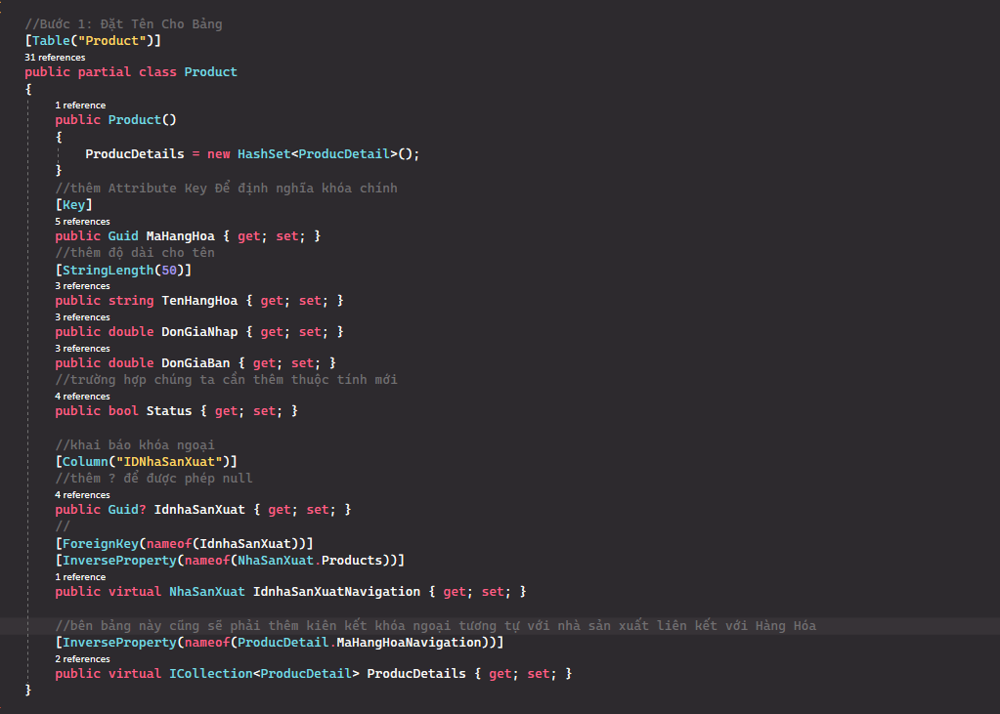 //Bước 1: Đặt Tên Cho Bảng
[Table("Product")]
31 references
public partial class Product
{
1 reference
public Product()
{
ProducDetails = new HashSet<ProducDetail>();
}
//thêm Attribute Key Để định nghĩa khóa chính
[Key]
5 references
public Guid MaHangHoa { get; set; }
//thêm độ dài cho tên
[StringLength(50)]
3 references
public string TenHangHoa { get; set; }
3 references
public double DonGiaNhap { get; set; }
3 references
public double DonGiaBan { get; set; }
//trường hợp chúng ta cần thêm thuộc tính mới
4 references
public bool Status { get; set; }
//khai báo khóa ngoại
[Column("IDNhaSanXuat")]
//thêm ? để được phép null
4 references
public Guid? IdnhaSanXuat { get; set; }
//
[ForeignKey(nameof(IdnhaSanXuat))]
[InverseProperty(nameof(NhaSanXuat.Products))]
1 reference
public virtual NhaSanXuat IdnhaSanXuatNavigation { get; set; }
//bên bảng này cũng sẽ phải thêm kiên kết khóa ngoại tương tự với nhà sản xuất liên kết với Hàng Hóa
[InverseProperty(nameof(ProducDetail.MaHangHoaNavigation))]
2 references
public virtual ICollection<ProducDetail> ProducDetails { get; set; }
}